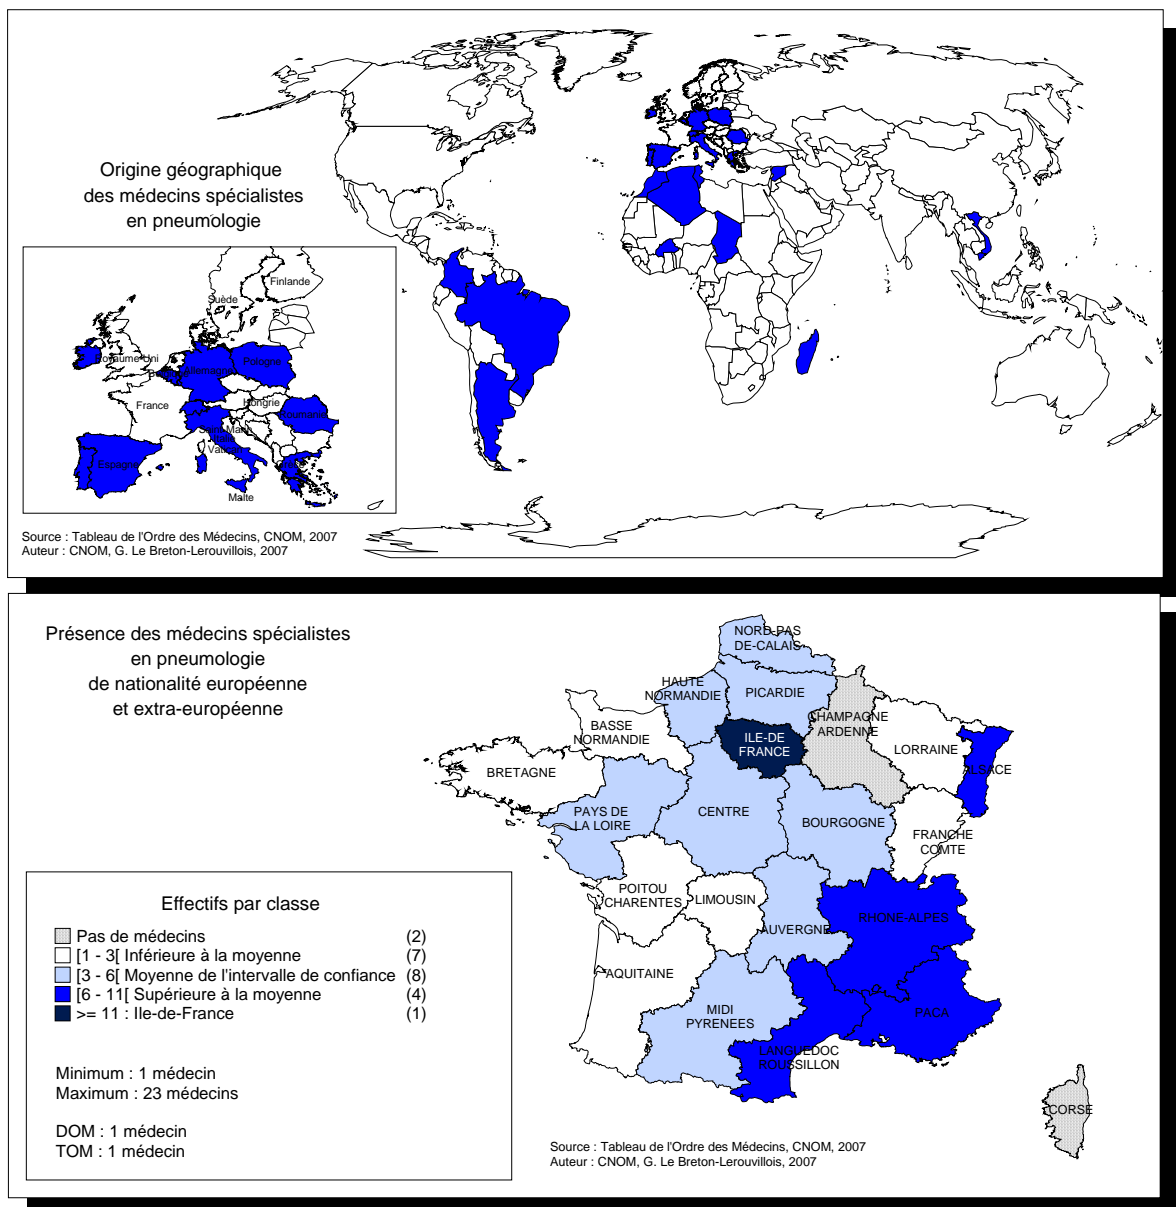 Origine géographique
des médecins spécialistes
en pneumologie
Finlande
Suède
Royaume-Uni
Pologne
Allemagne
France
Hongrie
Roumanie
Saint-Marin
Italie
Vatican
Espagne
Grèce
Malte
Source : Tableau de l'Ordre des Médecins, CNOM, 2007
Auteur : CNOM, G. Le Breton-Lerouvillois, 2007
Présence des médecins spécialistes
en pneumologie
de nationalité européenne
et extra-européenne
NORD-PAS
DE-CALAIS
HAUTE
NORMANDIE
PICARDIE
CHAMPAGNE
ARDENNE
BASSE
NORMANDIE
ILE-DE
FRANCE
LORRAINE
ALSACE
BRETAGNE
PAYS DE
LA LOIRE
CENTRE
BOURGOGNE
FRANCHE
COMTE
POITOU
CHARENTES
LIMOUSIN
AUVERGNE
RHONE-ALPES
AQUITAINE
MIDI
PYRENEES
PACA
LANGUEDOC
ROUSSILLON
CORSE
Effectifs par classe
Pas de médecins (2)
[1 - 3[ Inférieure à la moyenne (7)
[3 - 6[ Moyenne de l'intervalle de confiance (8)
[6 - 11[ Supérieure à la moyenne (4)
>= 11 : Ile-de-France (1)
Minimum : 1 médecin
Maximum : 23 médecins
DOM : 1 médecin
TOM : 1 médecin
Source : Tableau de l'Ordre des Médecins, CNOM, 2007
Auteur : CNOM, G. Le Breton-Lerouvillois, 2007